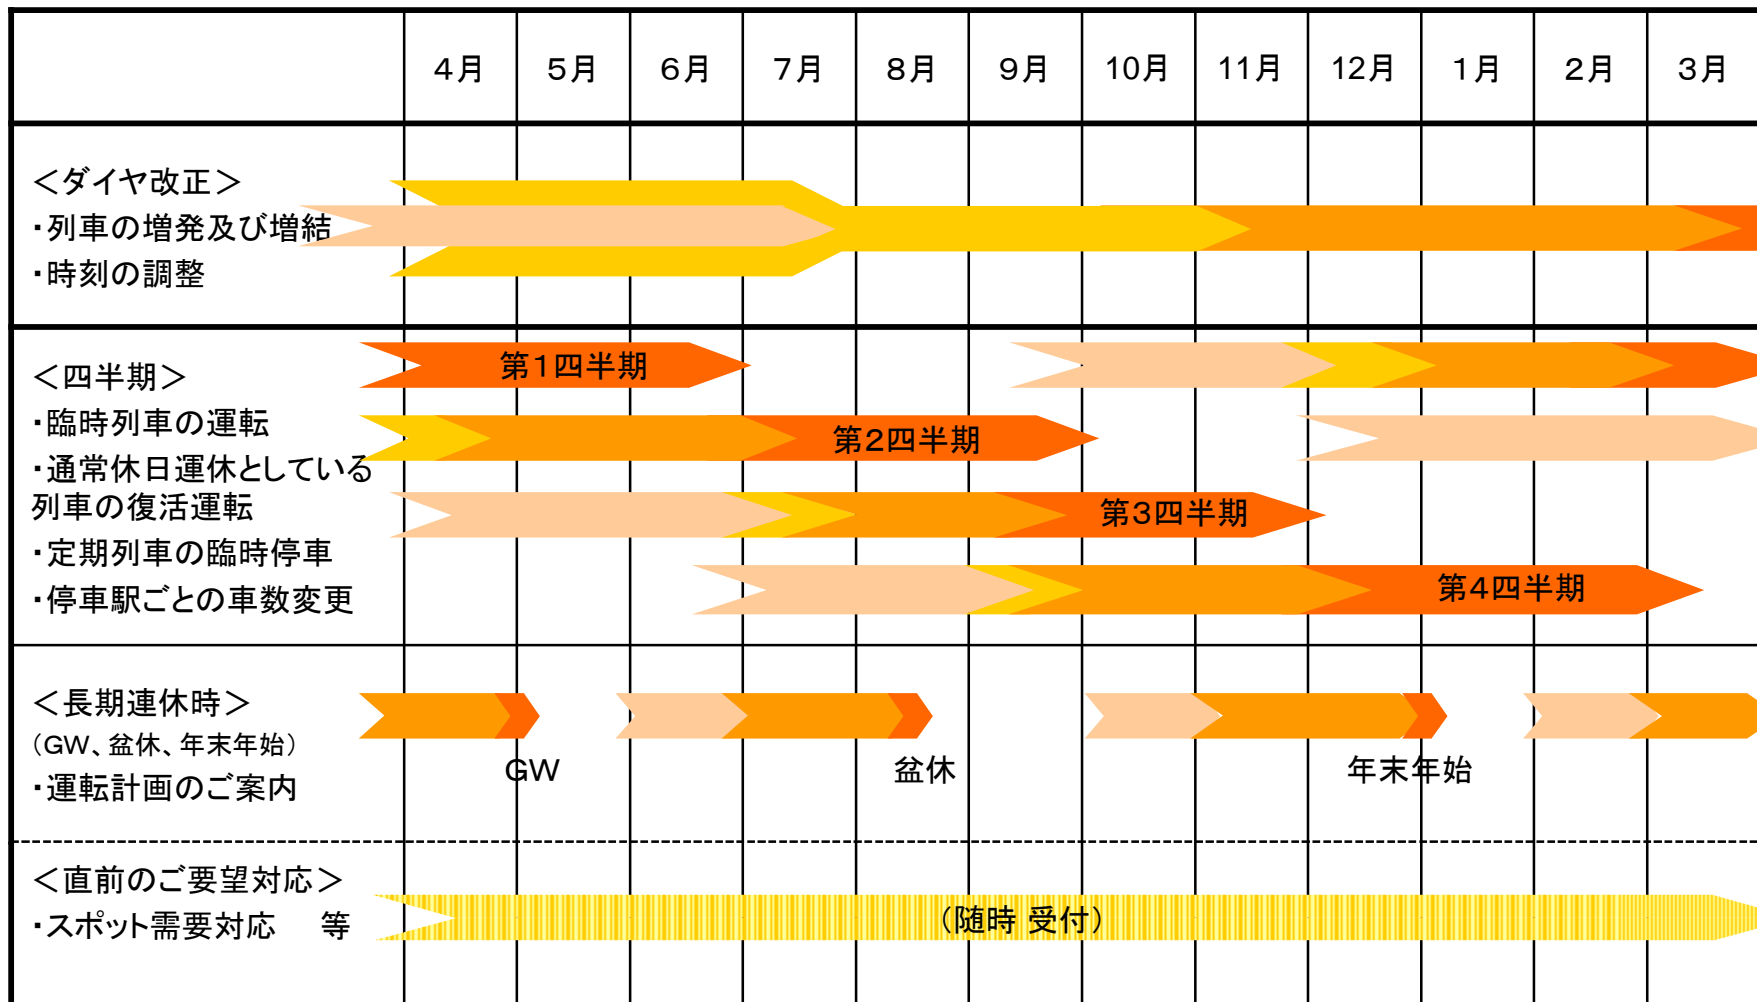 4月 5月 6月 7月 8月 9月 10月 11月 12月 1月 2月 3月
＜ダイヤ改正＞
・列車の増発及び増結
・時刻の調整
＜四半期＞
・臨時列車の運転
・通常休日運休としている
列車の復活運転
・定期列車の臨時停車
・停車駅ごとの車数変更
第1四半期
第2四半期
第3四半期
第4四半期
＜長期連休時＞
（GW、盆休、年末年始）
・運転計画のご案内
GW 盆休 年末年始
＜直前のご要望対応＞
・スポット需要対応　等
（随時 受付）